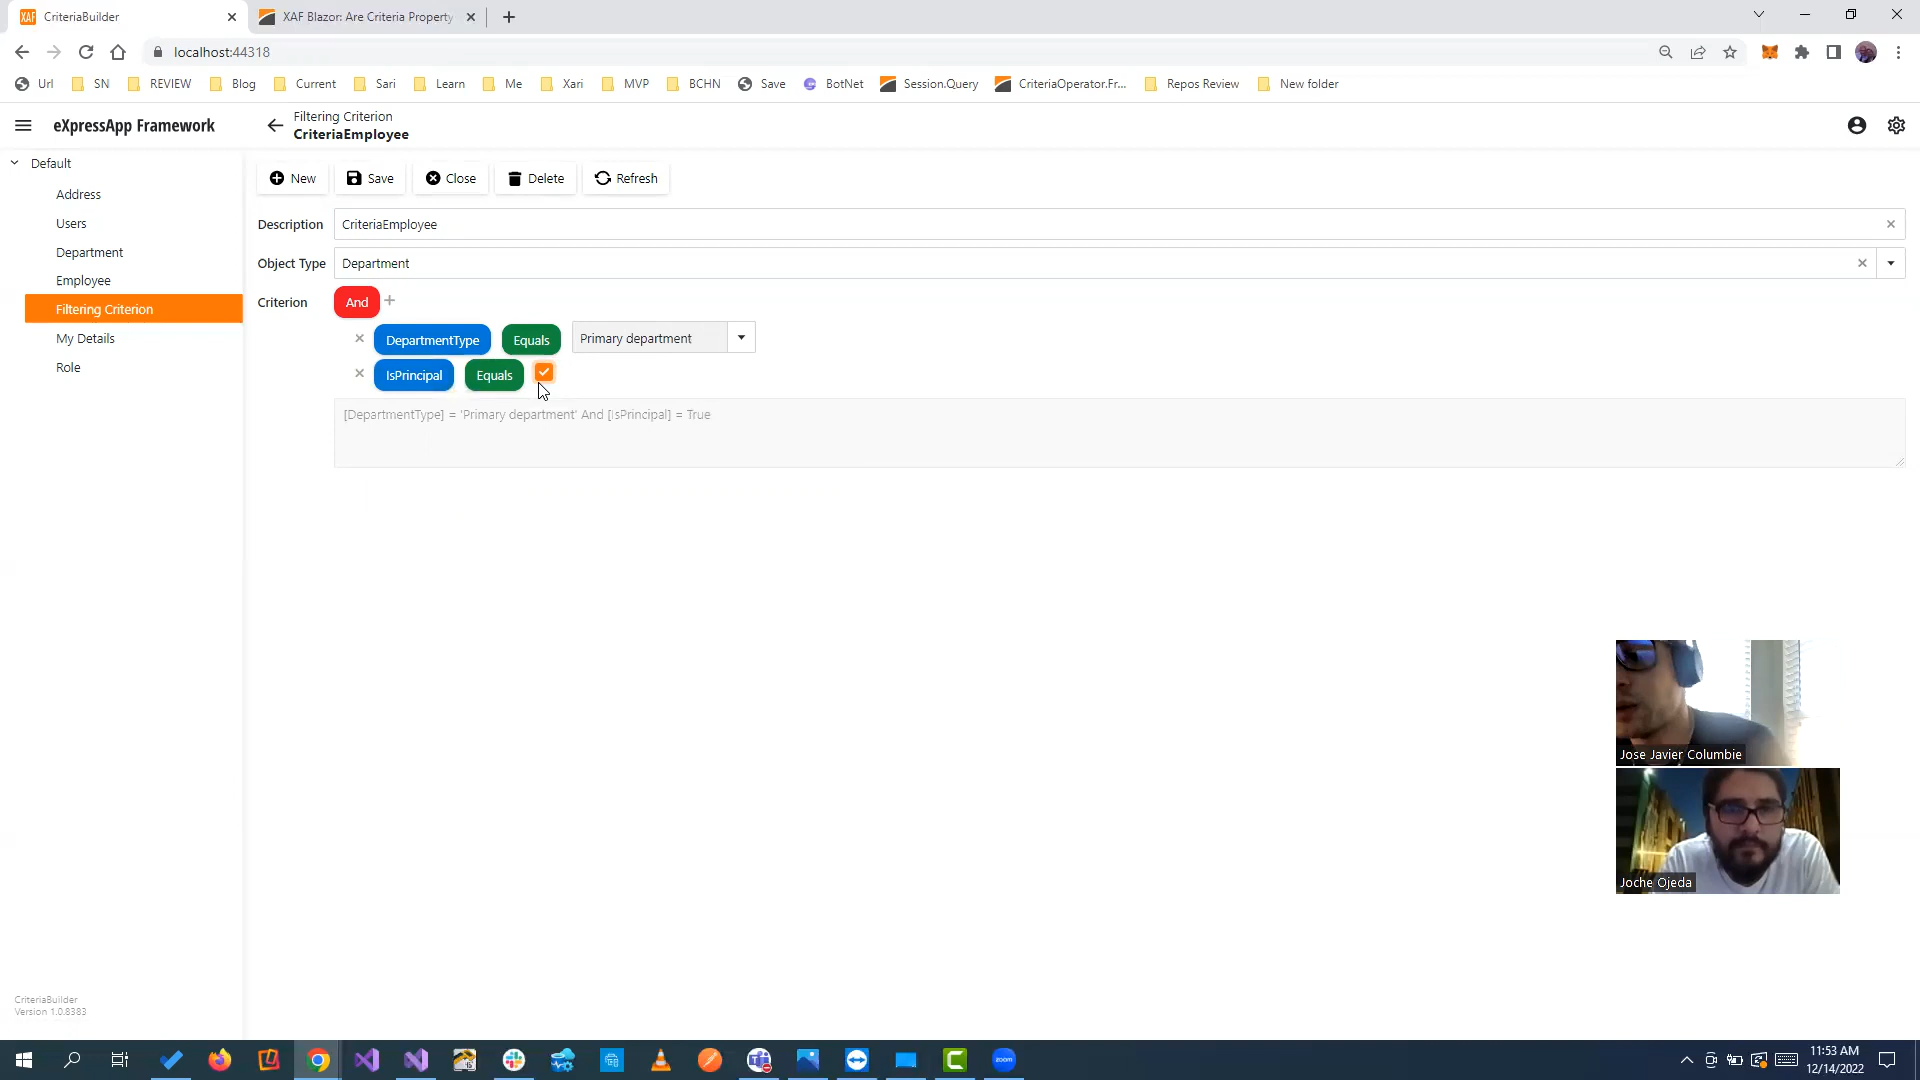 CriteriaBuilder
XAF Blazor: Are Criteria Property
localhost:44318
Url
SN
REVIEW
Blog
Current
Sari
Learn
Me
Xari
MVP
BCHN
Save
BotNet
Session.Query
CriteriaOperator.Fr...
Repos Review
New folder
eXpressApp Framework
Filtering Criterion
CriteriaEmployee
Default
Address
Users
Department
Employee
Filtering Criterion
My Details
Role
New
Save
Close
Delete
Refresh
Description
CriteriaEmployee
Object Type
Department
Criterion
And
DepartmentType
Equals
Primary department
IsPrincipal
Equals
[DepartmentType] = 'Primary department' And [IsPrincipal] = True
Jose Javier Columbie
Joche Ojeda
CriteriaBuilder
Version 1.0.8383
zoom
11:53 AM
12/14/2022